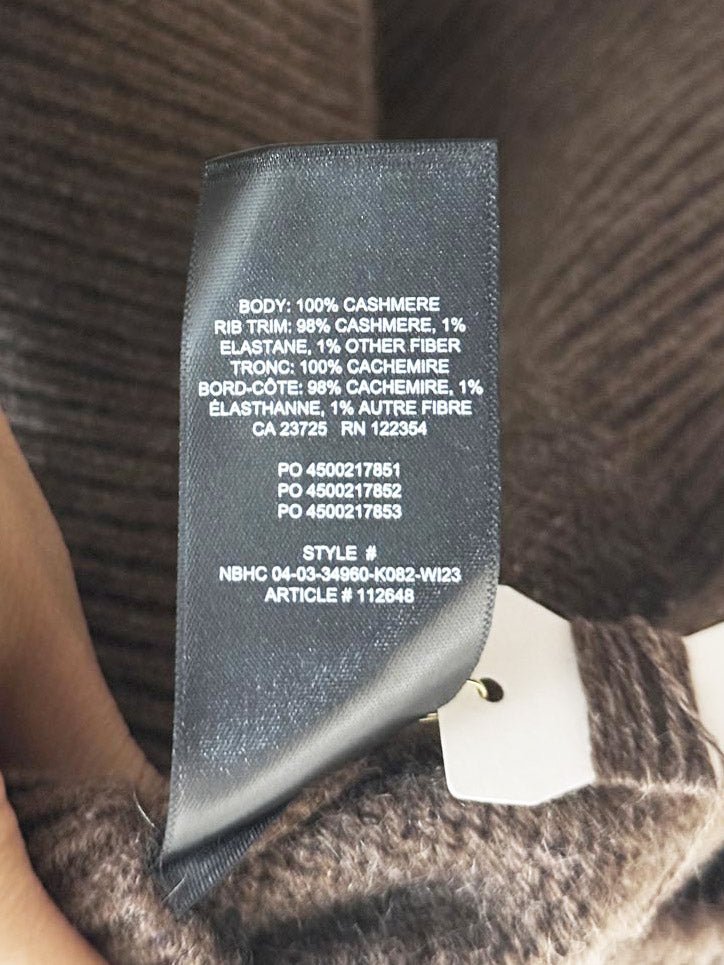 BODY: 100% CASHMERE
RIB TRIM: 98% CASHMERE, 1%
ELASTANE, 1% OTHER FIBER
TRONC: 100% CACHEMIRE
BORD-CÔTE: 98% CACHEMIRE, 1%
ÉLASTHANNE, 1% AUTRE FIBRE
CA 23725 RN 122354
PO 4500217851
PO 4500217852
PO 4500217853
STYLE #
NBHC 04-03-34960-K082-WI23
ARTICLE # 112648